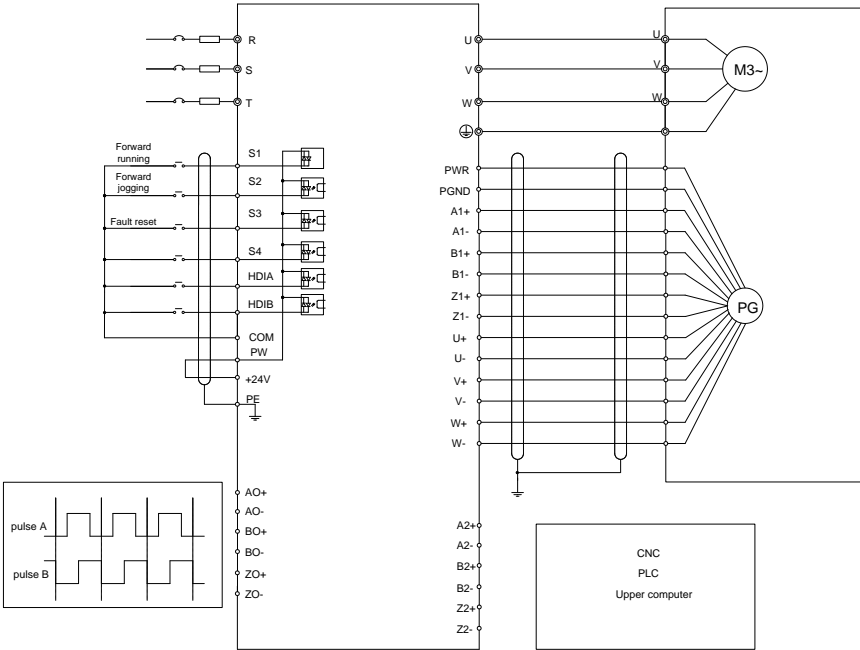 R
S
T
Forward
running
Forward
jogging
Fault reset
S1
S2
S3
S4
HDIA
HDIB
COM
PW
+24V
PE
AO+
AO-
BO+
BO-
ZO+
ZO-
pulse A
pulse B
U
V
W
PWR
PGND
A1+
A1-
B1+
B1-
Z1+
Z1-
U+
U-
V+
V-
W+
W-
A2+
A2-
B2+
B2-
Z2+
Z2-
U
V
W
M3~
PG
CNC
PLC
Upper computer